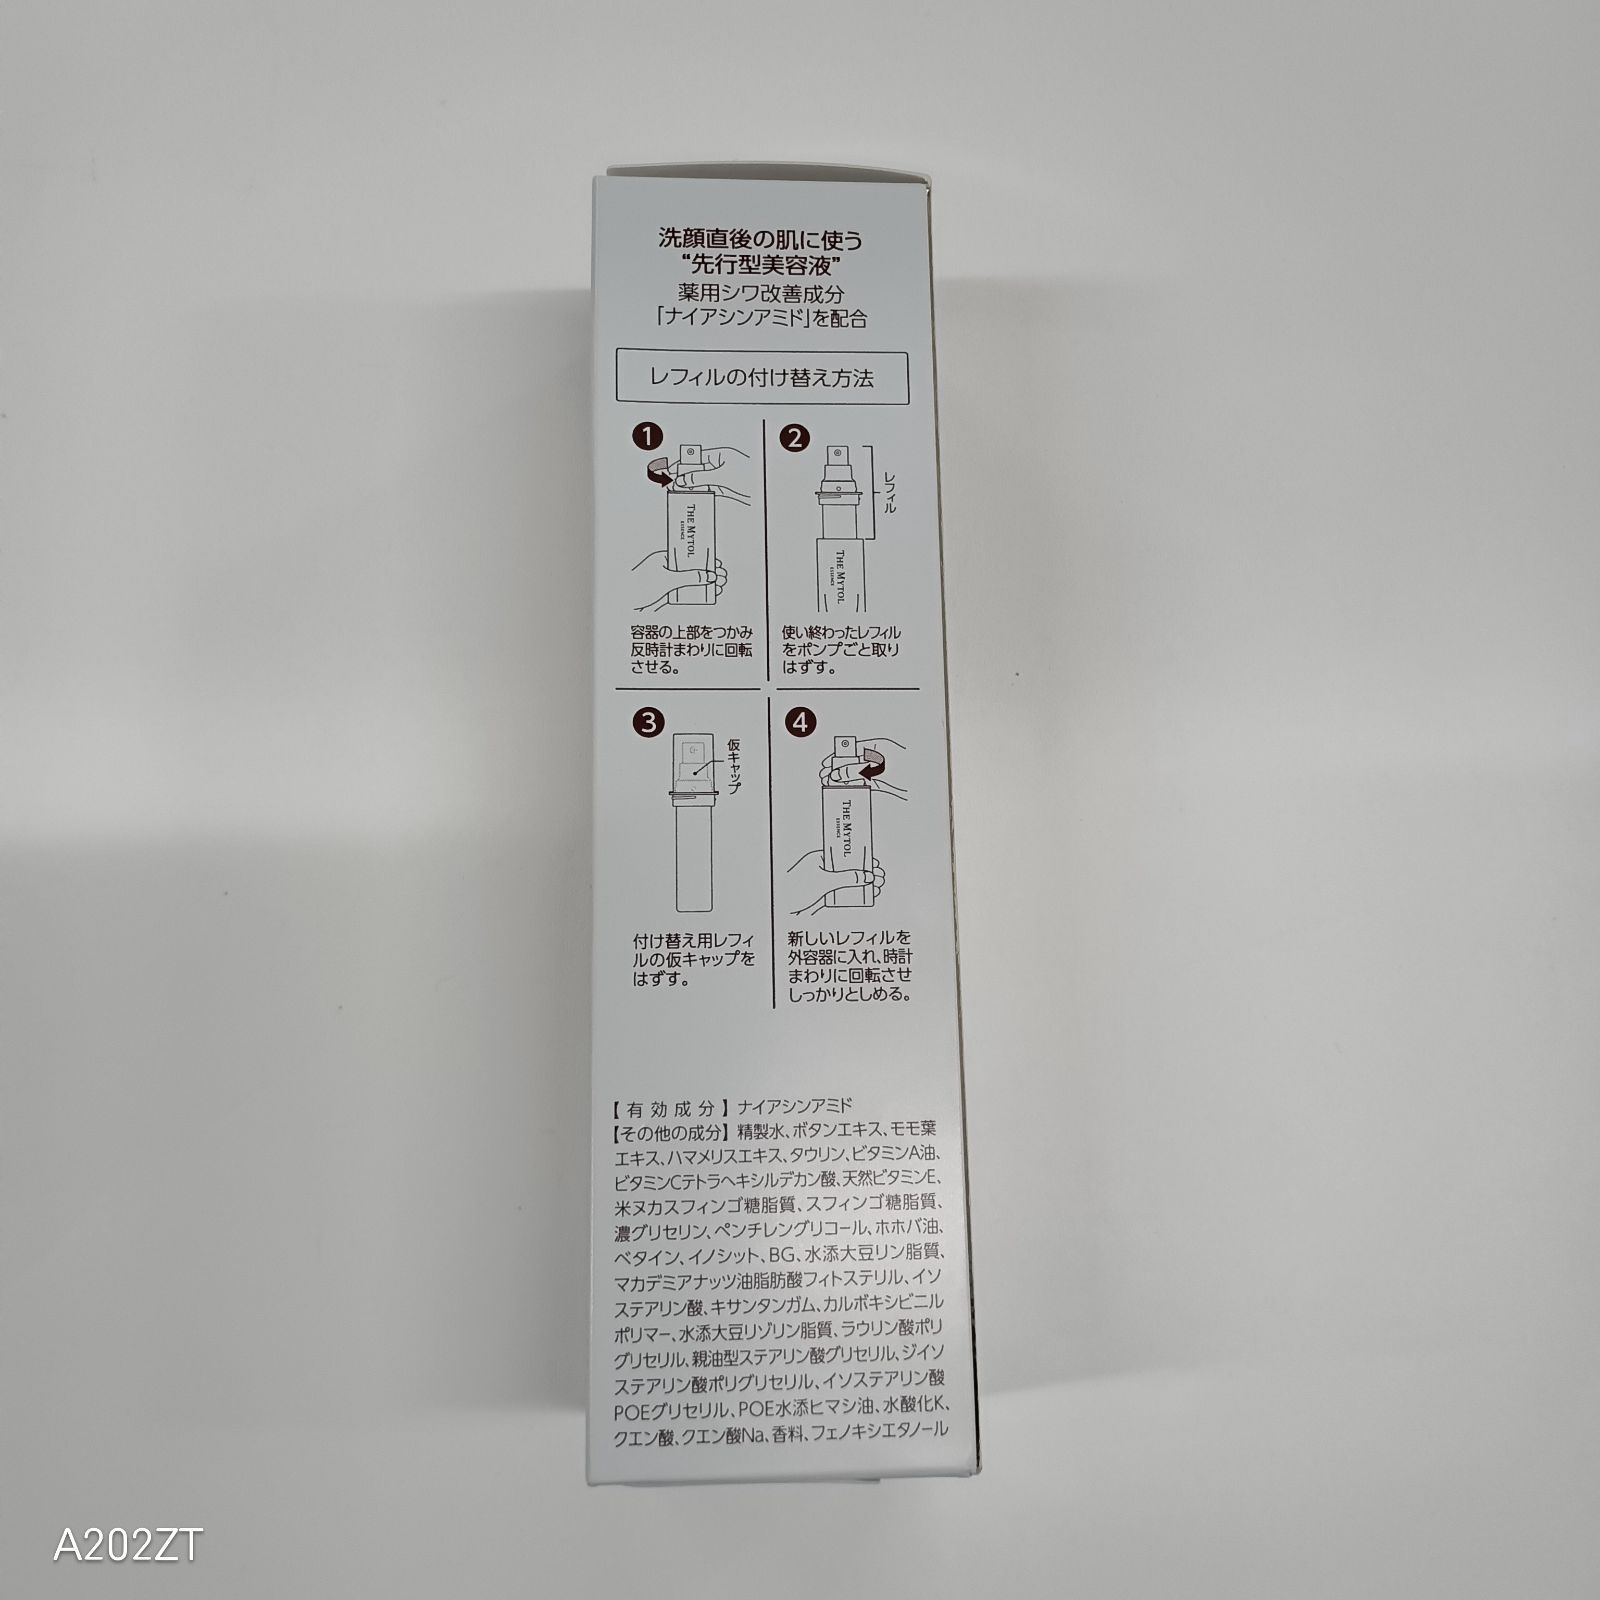 洗顔直後の肌に使う
“先行型美容液”
薬用シワ改善成分
「ナイアシンアミド」を配合
レフィルの付け替え方法
1
THE MYTOL
ESSENCE
容器の上部をつかみ
反時計まわりに回転
させる。
2
レフィル
THE MYTOL
ESSENCE
使い終わったレフィル
をポンプごと取り
はずす。
3
仮キャップ
付け替え用レフィ
ルの仮キャップを
はずす。
4
THE MYTOL
ESSENCE
新しいレフィルを
外容器に入れ、時計
まわりに回転させ
しっかりとしめる。
【有効成分】ナイアシンアミド
【その他の成分】精製水、ボタンエキス、モモ葉
エキス、ハマメリスエキス、タウリン、ビタミンA油、
ビタミンCテトラヘキシルデカン酸、天然ビタミンE、
米ヌカスフィンゴ糖脂質、スフィンゴ糖脂質、
濃グリセリン、ペンチレングリコール、ホホバ油、
ベタイン、イノシット、BG、水添大豆リン脂質、
マカデミアナッツ油脂肪酸フィトステリル、イソ
ステアリン酸、キサンタンガム、カルボキシビニル
ポリマー、水添大豆リゾリン脂質、ラウリン酸ポリ
グリセリル、親油型ステアリン酸グリセリル、ジイソ
ステアリン酸ポリグリセリル、イソステアリン酸
POEグリセリル、POE水添ヒマシ油、水酸化K、
クエン酸、クエン酸Na、香料、フェノキシエタノール
A202ZT